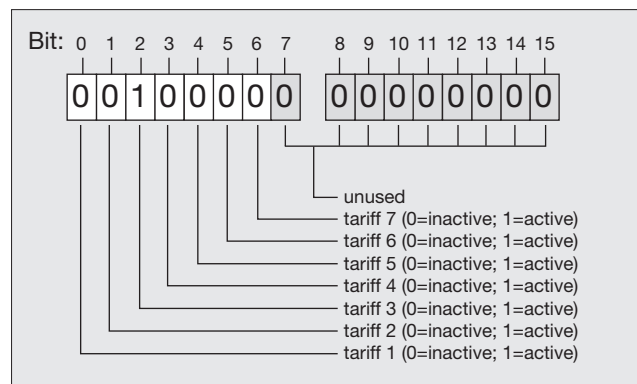 Bit: 0 1 2 3 4 5 6 7 8 9 10 11 12 13 14 15
0 0 1 0 0 0 0 0 0 0 0 0 0 0 0 0
unused
tariff 7 (0=inactive; 1=active)
tariff 6 (0=inactive; 1=active)
tariff 5 (0=inactive; 1=active)
tariff 4 (0=inactive; 1=active)
tariff 3 (0=inactive; 1=active)
tariff 2 (0=inactive; 1=active)
tariff 1 (0=inactive; 1=active)